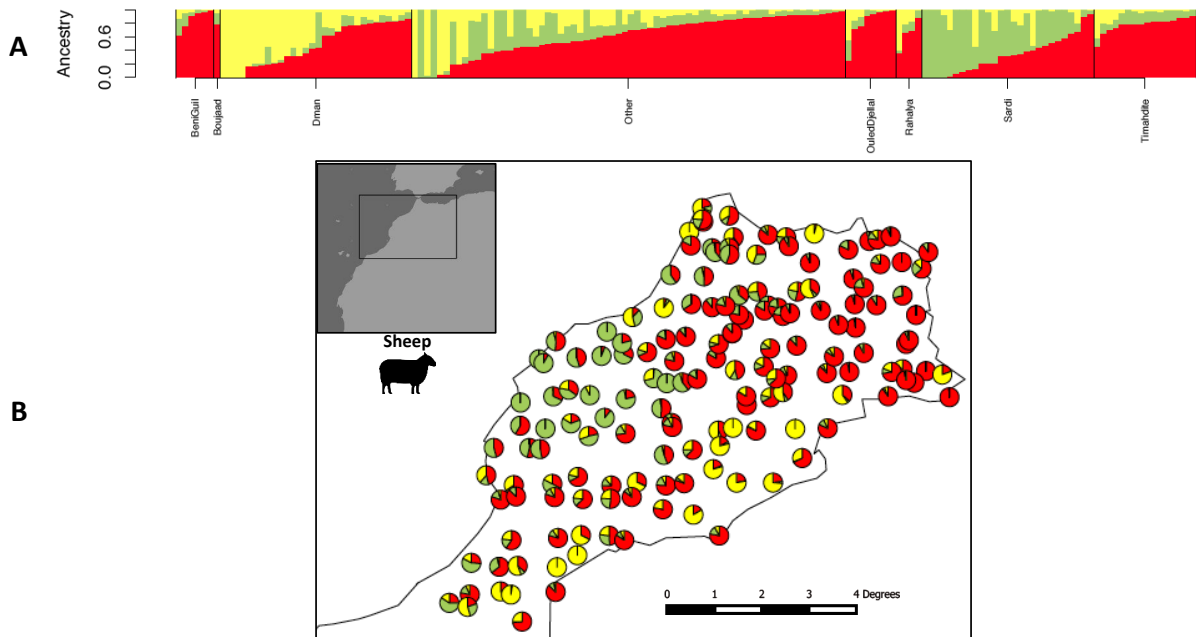 A
Ancestry
0.6
0.0
BeniGuil
Boujaad
Dman
Other
OuledDjellal
Rahalya
Sardi
Timahdite
Sheep
B
0 1 2 3 4 Degrees